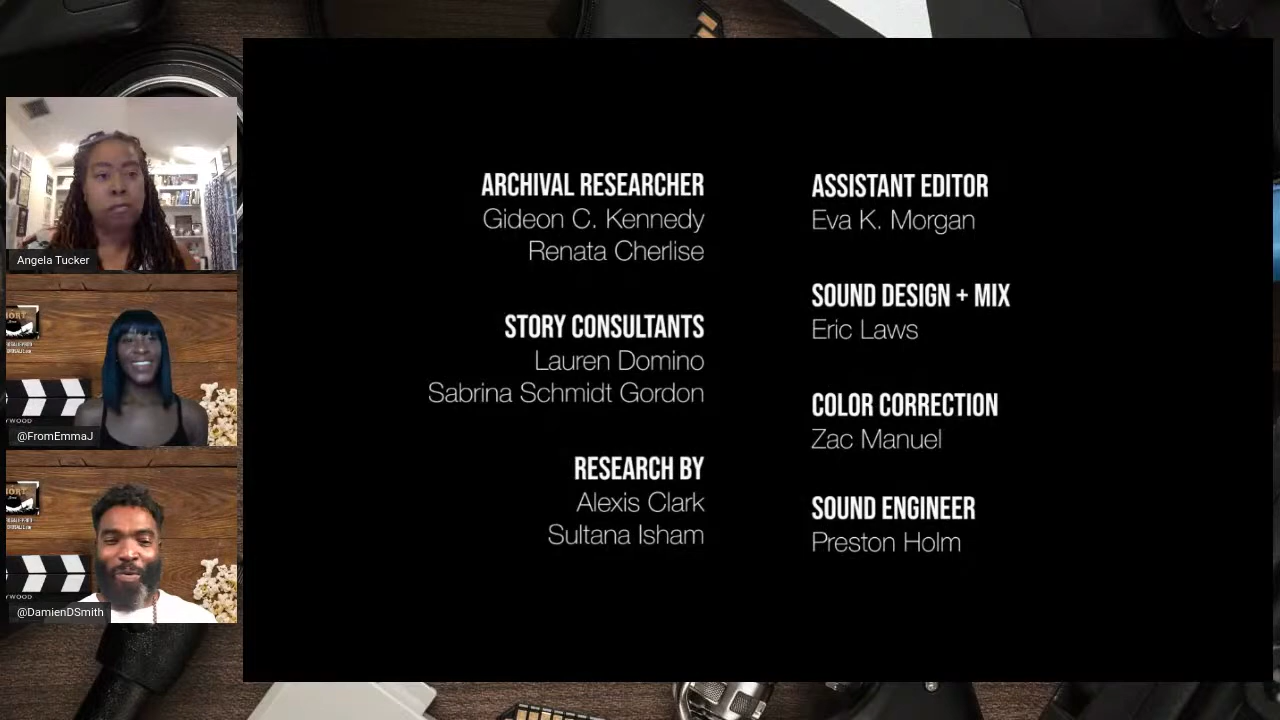 Angela Tucker
@FromEmmaJ
@DamienDSmith
ARCHIVAL RESEARCHER
Gideon C. Kennedy
Renata Cherlise
STORY CONSULTANTS
Lauren Domino
Sabrina Schmidt Gordon
RESEARCH BY
Alexis Clark
Sultana Isham
ASSISTANT EDITOR
Eva K. Morgan
SOUND DESIGN + MIX
Eric Laws
COLOR CORRECTION
Zac Manuel
SOUND ENGINEER
Preston Holm